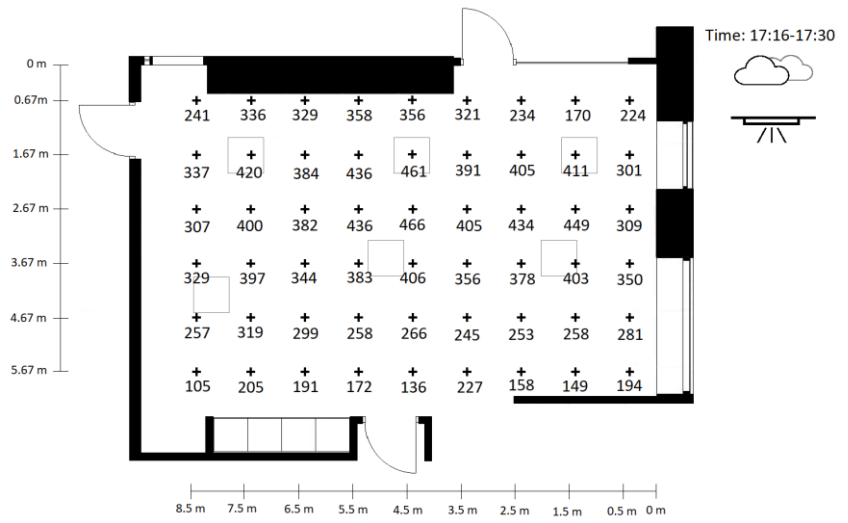 Time: 17:16-17:30
0 m
0.67m
241 336 329 358 356 321 234 170 224
1.67 m
337 420 384 436 461 391 405 411 301
2.67 m
307 400 382 436 466 405 434 449 309
3.67 m
329 397 344 383 406 356 378 403 350
4.67 m
257 319 299 258 266 245 253 258 281
5.67 m
105 205 191 172 136 227 158 149 194
8.5 m 7.5 m 6.5 m 5.5 m 4.5 m 3.5 m 2.5 m 1.5 m 0.5 m 0 m